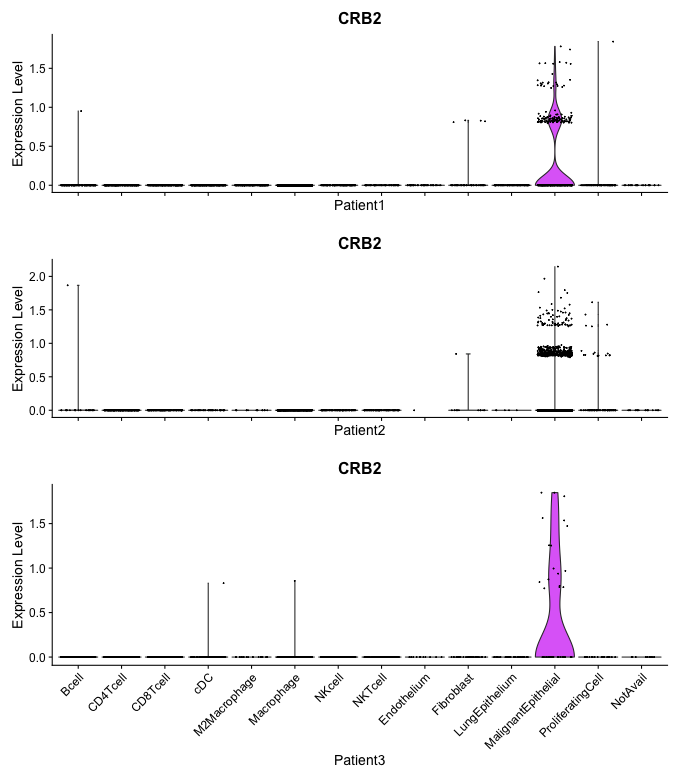 CRB2
Expression Level
1.5
1.0
0.5
0.0
Patient1
CRB2
Expression Level
2.0
1.5
1.0
0.5
0.0
Patient2
CRB2
Expression Level
1.5
1.0
0.5
0.0
Bcell
CD4Tcell
CD8Tcell
cDC
M2Macrophage
Macrophage
NKcell
NKTcell
Endothelium
Fibroblast
LungEpithelium
MalignantEpithelial
ProliferatingCell
NotAvail
Patient3